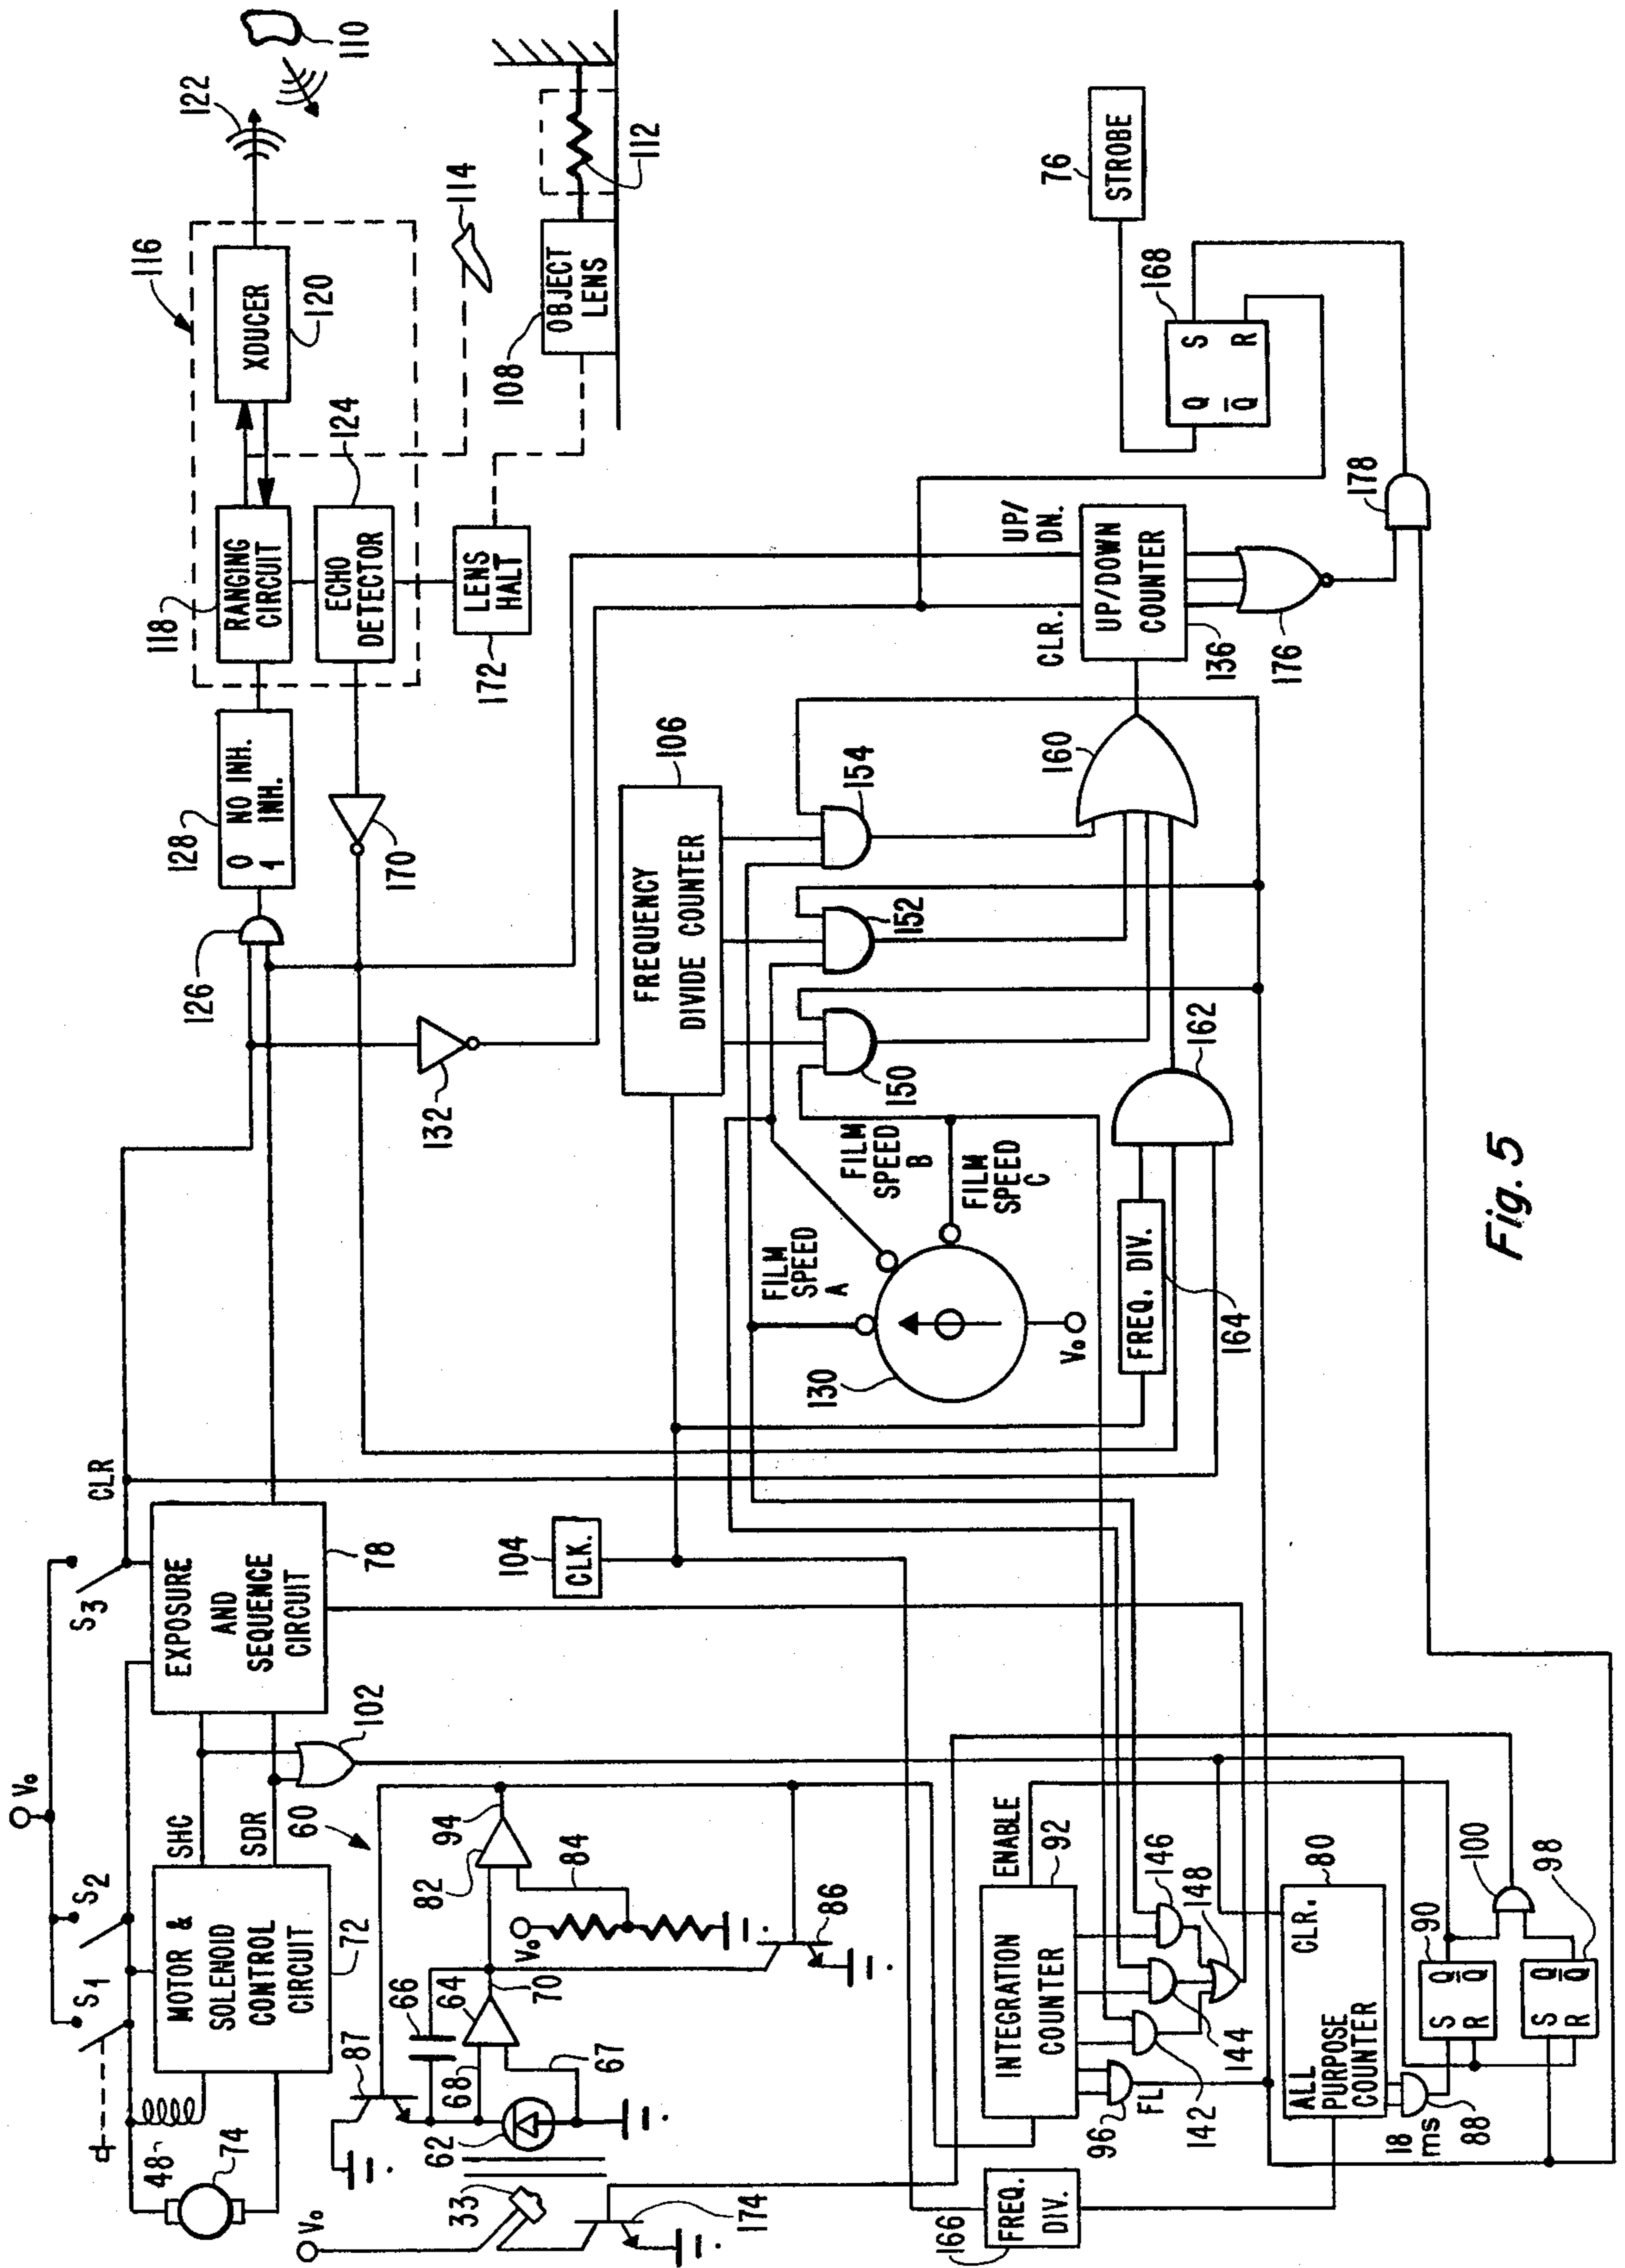 V₀
S₁
S₂
S₃
CLR
48
74
MOTOR &
SOLENOID
CONTROL
CIRCUIT
72
SHC
SDR
102
EXPOSURE
AND
SEQUENCE
CIRCUIT
78
126
128
0 NO INH.
1 INH.
116
118
RANGING
CIRCUIT
XDUCER
120
122
110
ECHO
DETECTOR
124
114
170
132
LENS
HALT
172
108
OBJECT
LENS
112
V₀
33
174
87
60
66
64
68
67
62
70
82
94
84
V₀
86
104
CLK.
FREQUENCY
DIVIDE COUNTER
106
130
V₀
FILM
SPEED
A
FILM
SPEED
B
FILM
SPEED
C
150
152
154
160
162
FREQ. DIV.
164
CLR.
UP/
DN.
UP/DOWN
COUNTER
136
176
178
76
STROBE
168
Q S
Q̅ R
166
FREQ.
DIV.
ENABLE
INTEGRATION
COUNTER
92
96
FL
142
144
146
148
ALL
PURPOSE
COUNTER
CLR.
80
18
ms
88
90
S Q
R Q̅
100
98
S Q
R Q̅
Fig. 5